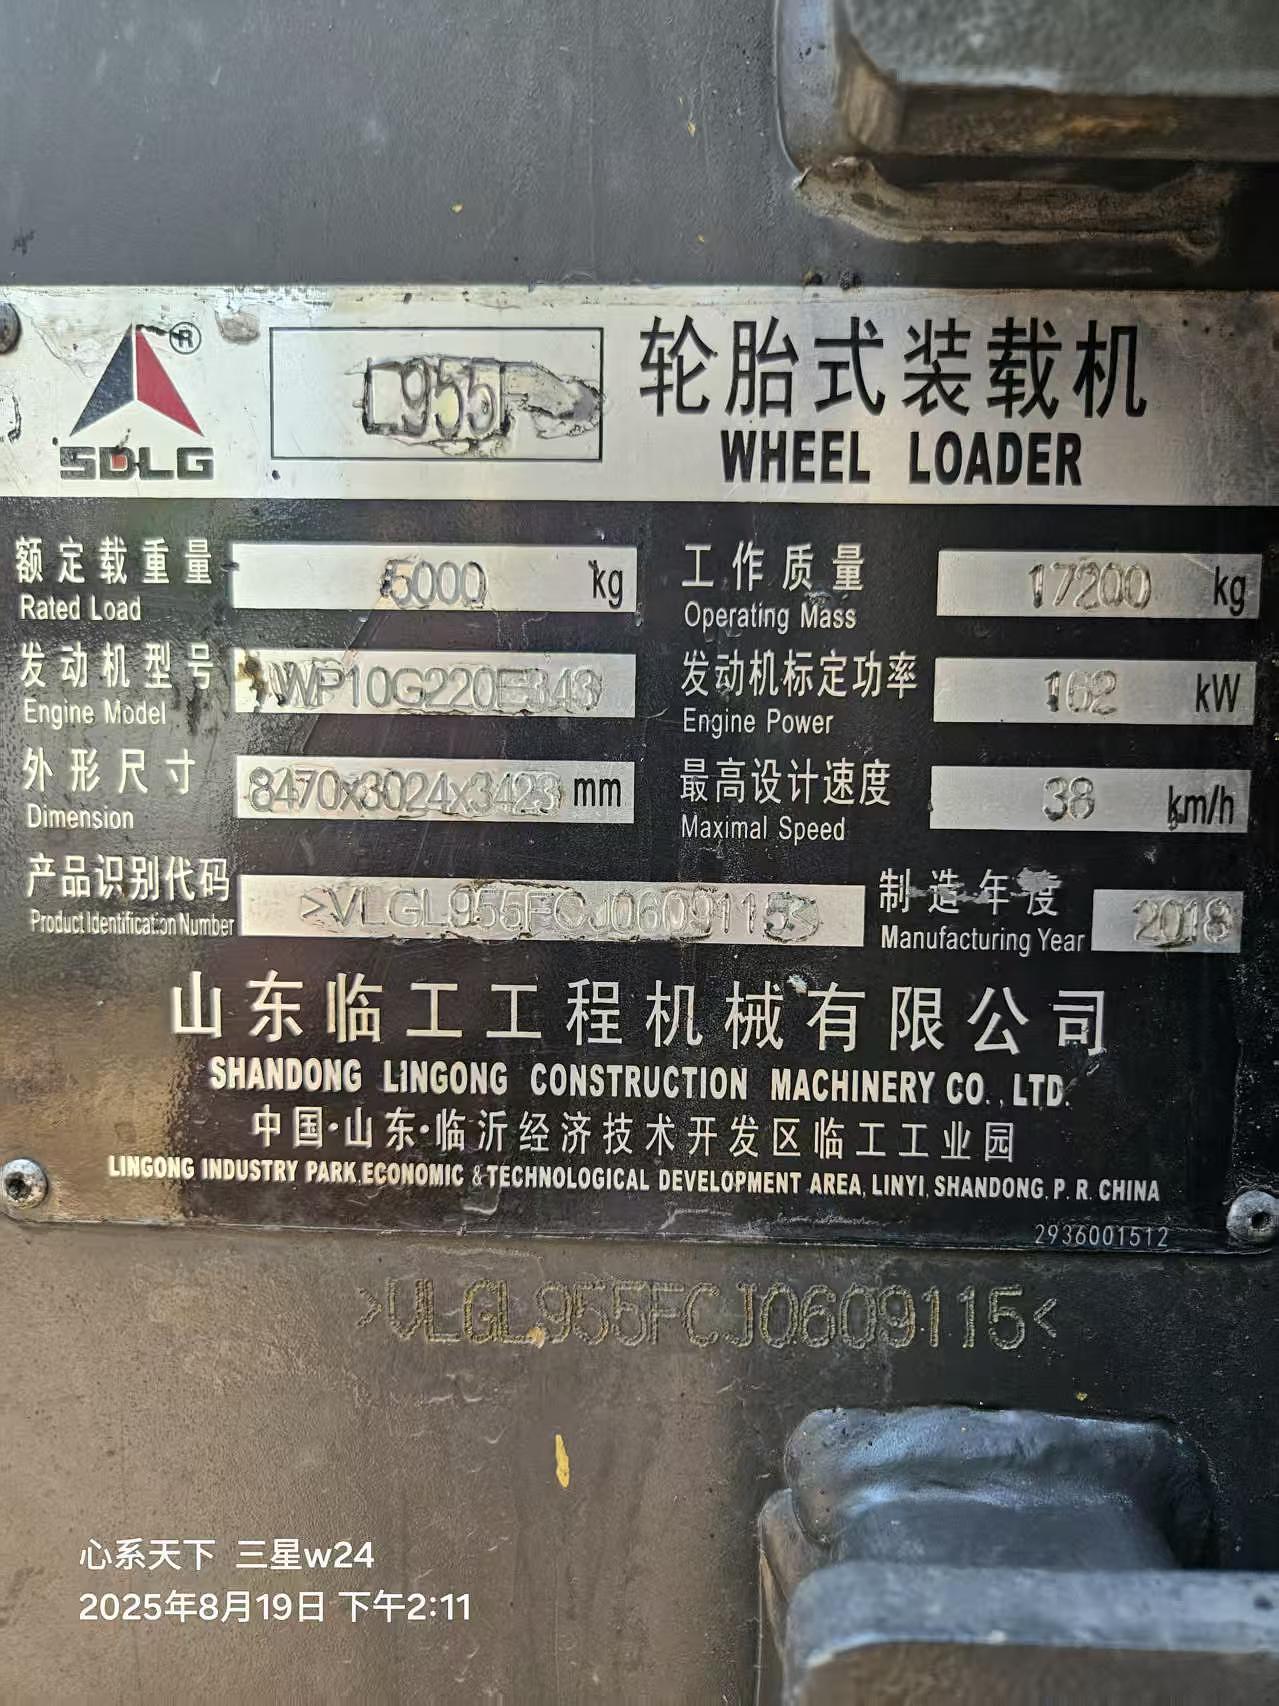 ® L955F 轮胎式装载机
SDLG WHEEL LOADER
额定载重量 5000 kg 工作质量 17200 kg
Rated Load Operating Mass
发动机型号 WP10G220E343 发动机标定功率 162 kW
Engine Model Engine Power
外形尺寸 8470x3024x3423 mm 最高设计速度 38 km/h
Dimension Maximal Speed
产品识别代码 >VLGL955FCJ0609115< 制造年度 2018
Product Identification Number Manufacturing Year
山东临工工程机械有限公司
SHANDONG LINGONG CONSTRUCTION MACHINERY CO., LTD.
中国·山东·临沂经济技术开发区临工工业园
LINGONG INDUSTRY PARK, ECONOMIC & TECHNOLOGICAL DEVELOPMENT AREA, LINYI, SHANDONG, P. R. CHINA
2936001512
>VLGL955FCJ0609115<
心系天下 三星w24
2025年8月19日 下午2:11